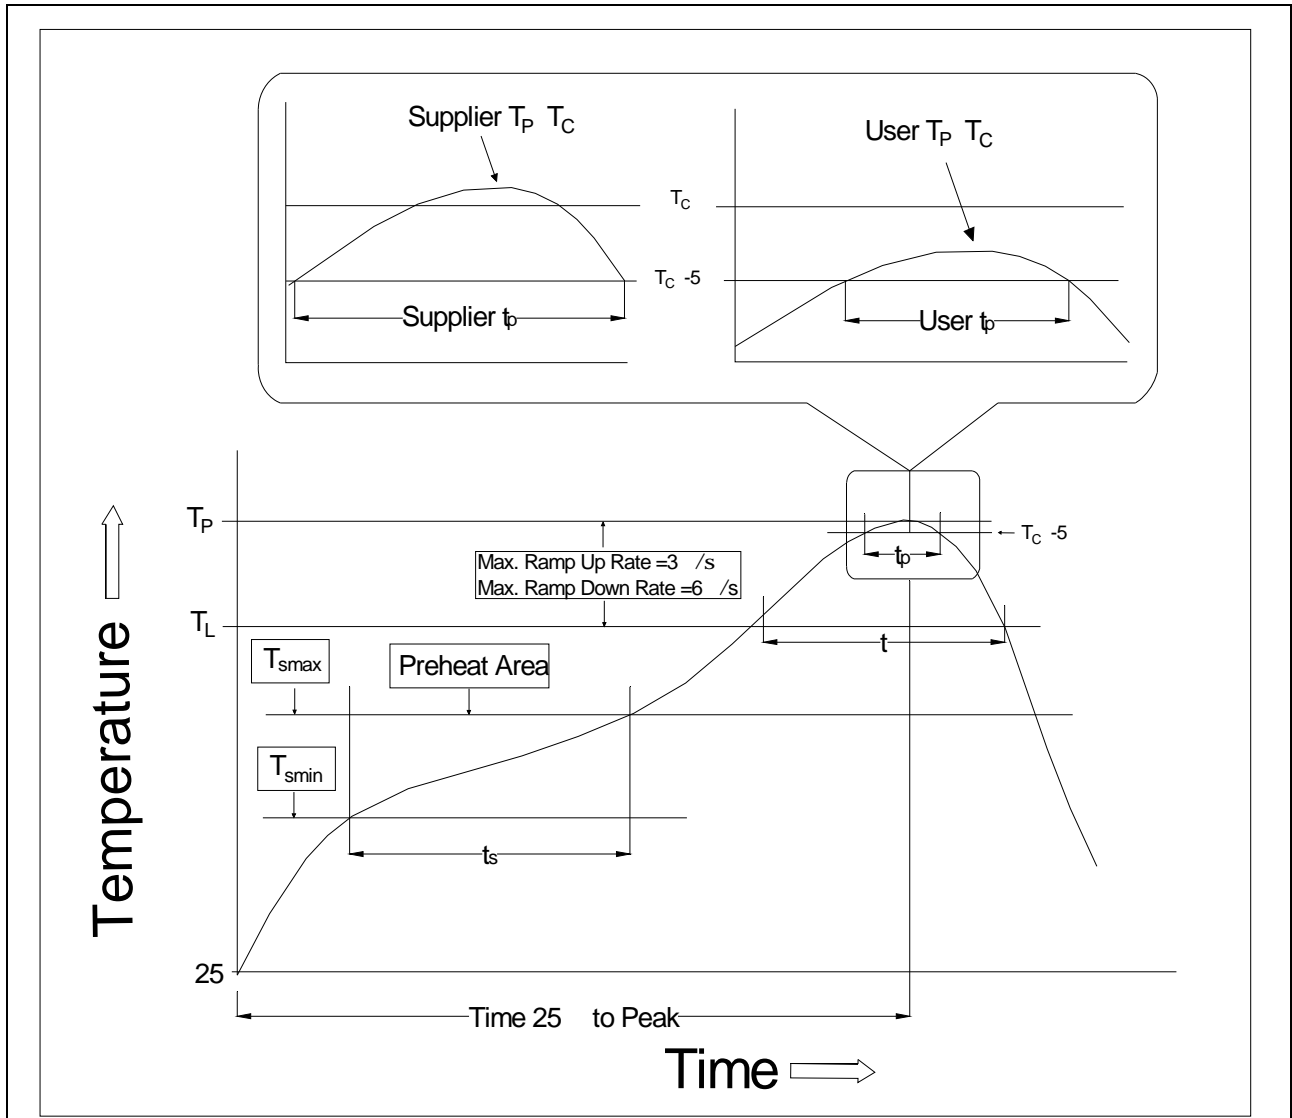 Supplier TP TC
User TP TC
TC
TC -5
Supplier tp
User tp
TP
TC -5
Max. Ramp Up Rate =3 /s
Max. Ramp Down Rate =6 /s
tp
TL
t
Tsmax
Preheat Area
Tsmin
ts
Temperature
25
Time 25 to Peak
Time